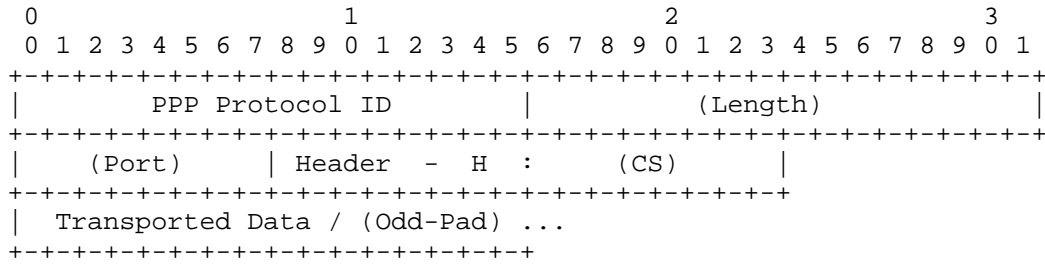 0                   1                   2                   3
 0 1 2 3 4 5 6 7 8 9 0 1 2 3 4 5 6 7 8 9 0 1 2 3 4 5 6 7 8 9 0 1
+-+-+-+-+-+-+-+-+-+-+-+-+-+-+-+-+-+-+-+-+-+-+-+-+-+-+-+-+-+-+-+-+
|        PPP Protocol ID        |          (Length)             |
+-+-+-+-+-+-+-+-+-+-+-+-+-+-+-+-+-+-+-+-+-+-+-+-+-+-+-+-+-+-+-+-+
|    (Port)     | Header  -  H  :     (CS)      |
+-+-+-+-+-+-+-+-+-+-+-+-+-+-+-+-+-+-+-+-+-+-+-+-+
|  Transported Data / (Odd-Pad) ...
+-+-+-+-+-+-+-+-+-+-+-+-+-+-+-+-+